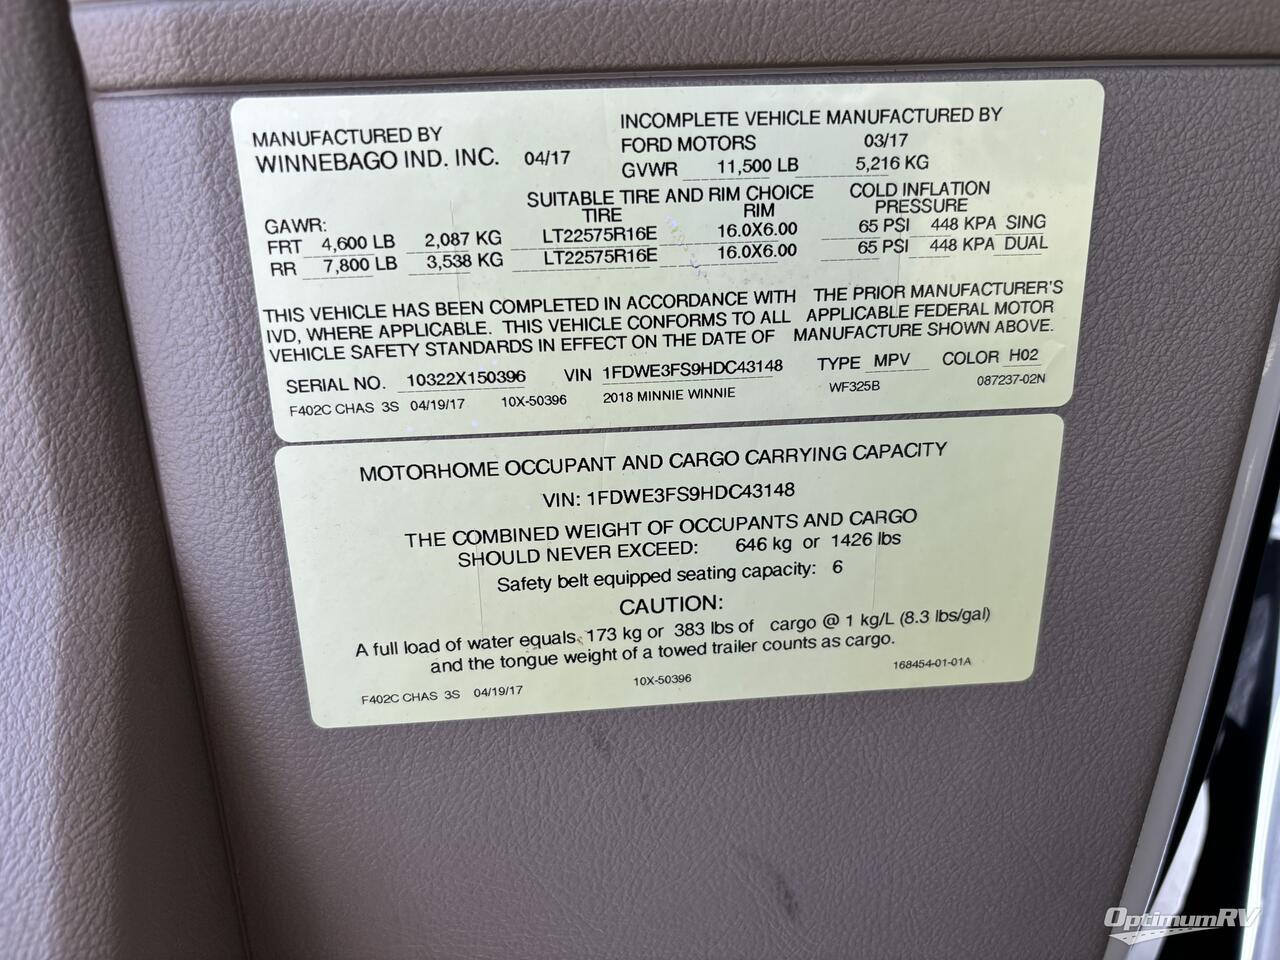 MANUFACTURED BY
WINNEBAGO IND. INC. 04/17
INCOMPLETE VEHICLE MANUFACTURED BY
FORD MOTORS 03/17
GVWR 11,500 LB 5,216 KG
SUITABLE TIRE AND RIM CHOICE COLD INFLATION
GAWR: TIRE RIM PRESSURE
FRT 4,600 LB 2,087 KG LT22575R16E 16.0X6.00 65 PSI 448 KPA SING
RR 7,800 LB 3,538 KG LT22575R16E 16.0X6.00 65 PSI 448 KPA DUAL
THIS VEHICLE HAS BEEN COMPLETED IN ACCORDANCE WITH THE PRIOR MANUFACTURER'S
IVD, WHERE APPLICABLE. THIS VEHICLE CONFORMS TO ALL APPLICABLE FEDERAL MOTOR
VEHICLE SAFETY STANDARDS IN EFFECT ON THE DATE OF MANUFACTURE SHOWN ABOVE.
SERIAL NO. 10322X150396 VIN 1FDWE3FS9HDC43148 TYPE MPV COLOR H02
F402C CHAS 3S 04/19/17 10X-50396 2018 MINNIE WINNIE WF325B 087237-02N
MOTORHOME OCCUPANT AND CARGO CARRYING CAPACITY
VIN: 1FDWE3FS9HDC43148
THE COMBINED WEIGHT OF OCCUPANTS AND CARGO
SHOULD NEVER EXCEED: 646 kg or 1426 lbs
Safety belt equipped seating capacity: 6
CAUTION:
A full load of water equals 173 kg or 383 lbs of cargo @ 1 kg/L (8.3 lbs/gal)
and the tongue weight of a towed trailer counts as cargo.
F402C CHAS 3S 04/19/17 10X-50396 168454-01-01A
OptimumRV